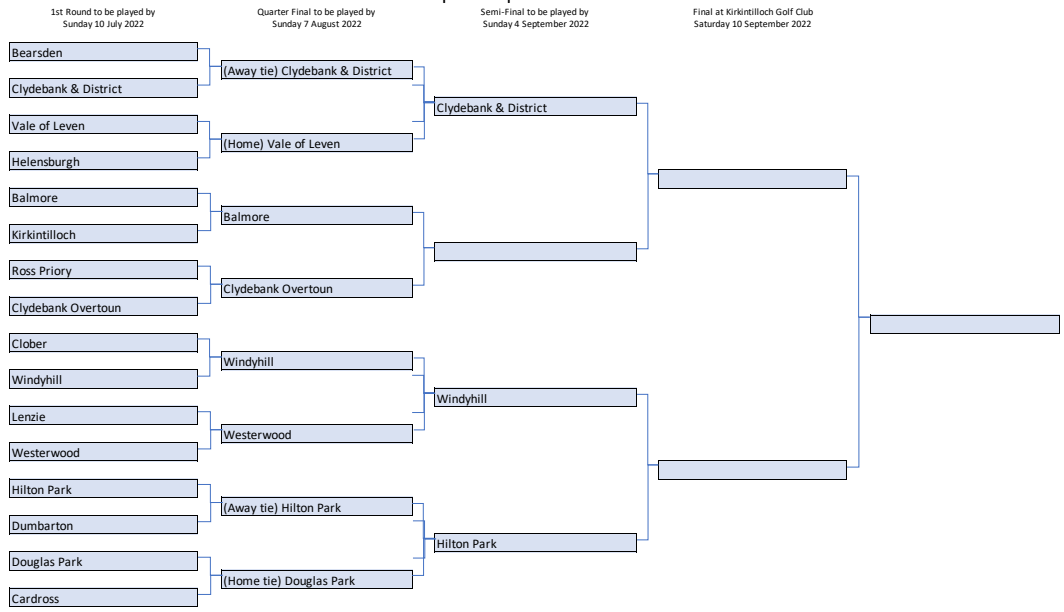 1st Round to be played by
Sunday 10 July 2022
Quarter Final to be played by
Sunday 7 August 2022
Semi-Final to be played by
Sunday 4 September 2022
Final at Kirkintilloch Golf Club
Saturday 10 September 2022
Bearsden
Clydebank & District
Vale of Leven
Helensburgh
Balmore
Kirkintilloch
Ross Priory
Clydebank Overtoun
Clober
Windyhill
Lenzie
Westerwood
Hilton Park
Dumbarton
Douglas Park
Cardross
(Away tie) Clydebank & District
(Home) Vale of Leven
Balmore
Clydebank Overtoun
Windyhill
Westerwood
(Away tie) Hilton Park
(Home tie) Douglas Park
Clydebank & District
Windyhill
Hilton Park